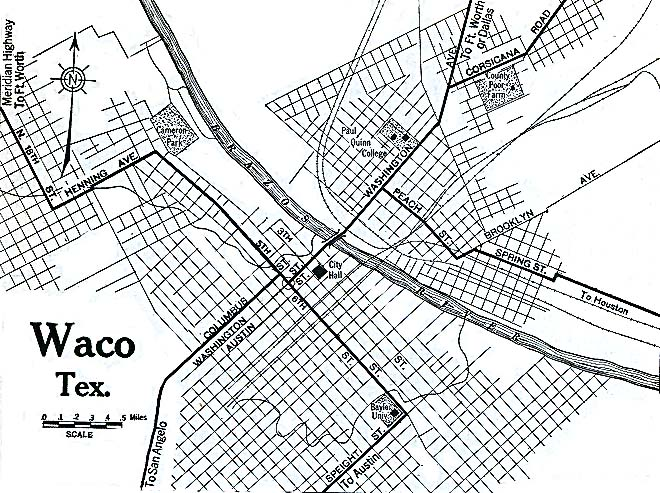 Meridian Highway
To Ft. Worth
N
N. 18TH
ST.
HENNING AVE.
Cameron
Park
BRAZOS
RIVER
Paul
Quinn
College
AVE.
To Ft. Worth
or Dallas
CORSICANA ROAD
County
Poor
Farm
WASHINGTON
PEACH
ST.
BROOKLYN AVE.
SPRING ST.
To Houston
3TH
5TH
ST.
ST.
City
Hall
6TH
ST.
ST.
ST.
COLUMBUS
WASHINGTON
AUSTIN
Waco
Tex.
0 .1 .2 .3 .4 .5 Miles
SCALE
To San Angelo
Baylor
Univ.
SPEIGHT ST.
To Austin